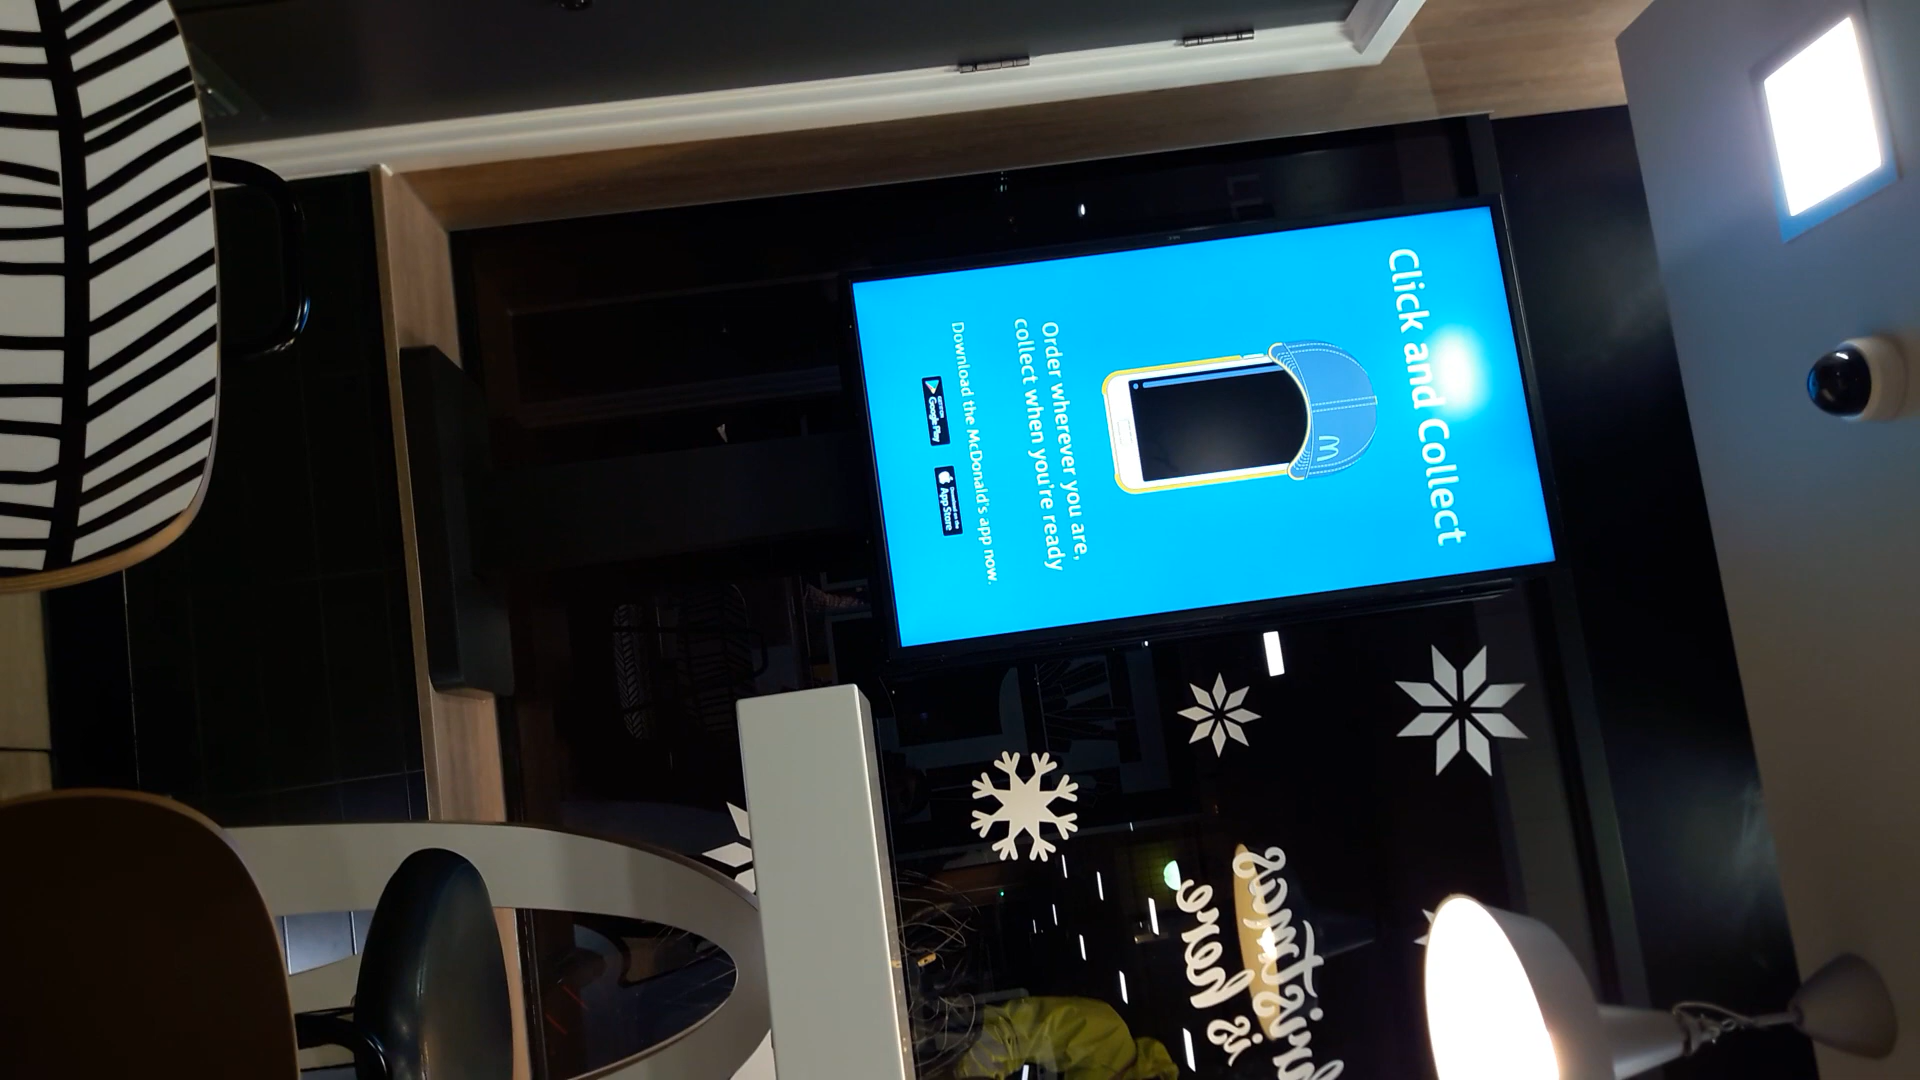 Click and Collect
Order wherever you are,
collect when you're ready
Download the McDonald's app now.
GET IT ON
Google Play
Download on the
App Store
Christmas
is here